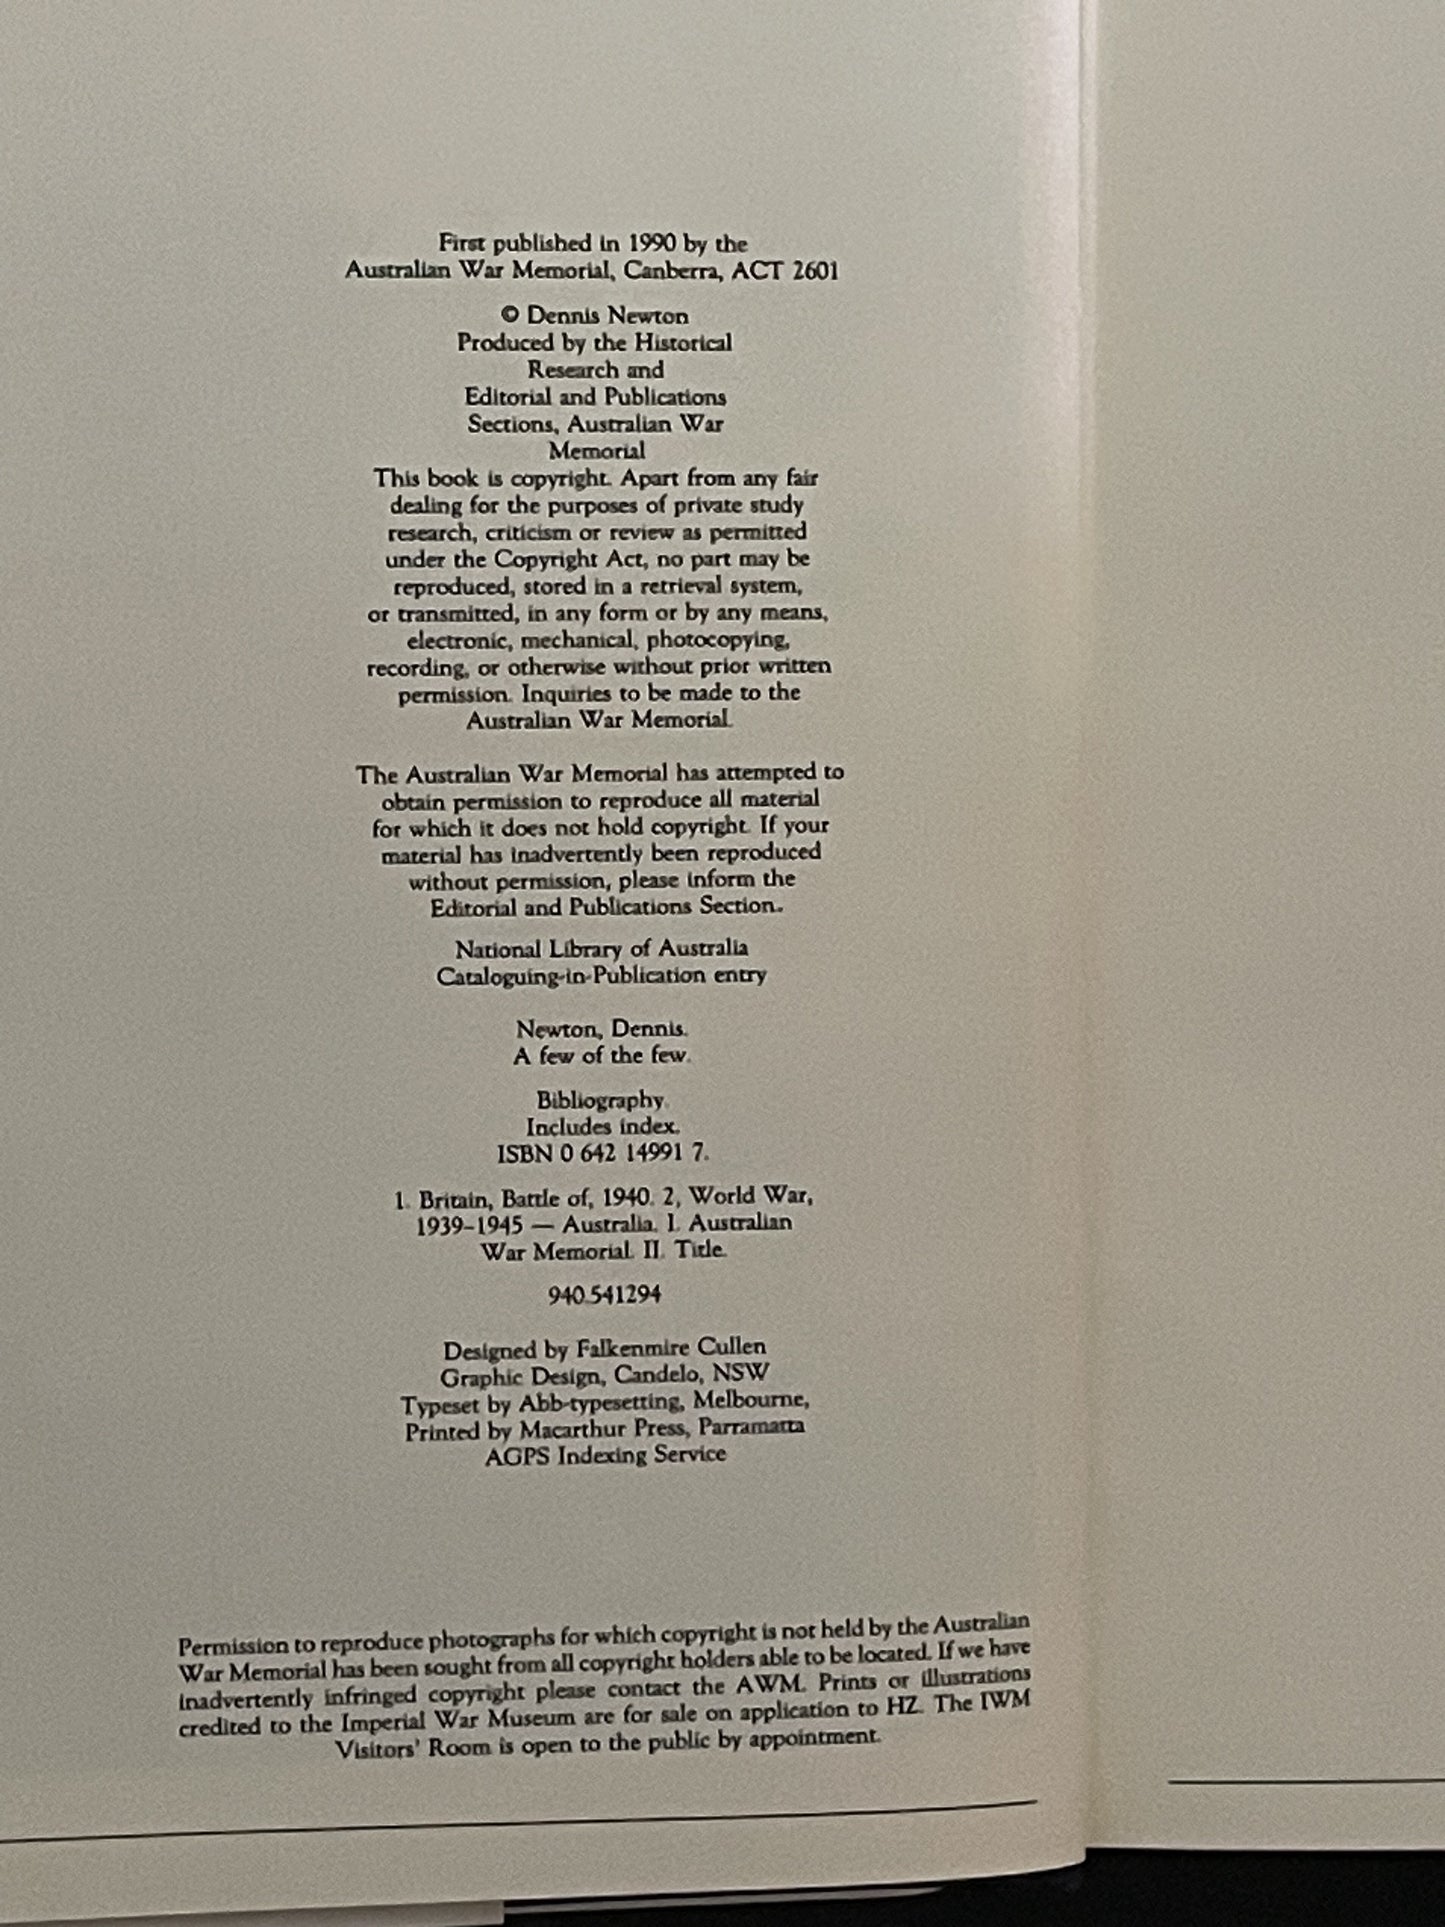 First published in 1990 by the
Australian War Memorial, Canberra, ACT 2601
© Dennis Newton
Produced by the Historical
Research and
Editorial and Publications
Sections, Australian War
Memorial
This book is copyright. Apart from any fair
dealing for the purposes of private study
research, criticism or review as permitted
under the Copyright Act, no part may be
reproduced, stored in a retrieval system,
or transmitted, in any form or by any means,
electronic, mechanical, photocopying,
recording, or otherwise without prior written
permission. Inquiries to be made to the
Australian War Memorial.
The Australian War Memorial has attempted to
obtain permission to reproduce all material
for which it does not hold copyright. If your
material has inadvertently been reproduced
without permission, please inform the
Editorial and Publications Section.
National Library of Australia
Cataloguing-in-Publication entry
Newton, Dennis.
A few of the few.
Bibliography.
Includes index.
ISBN 0 642 14991 7.
1. Britain, Battle of, 1940. 2, World War,
1939–1945 — Australia. I. Australian
War Memorial. II. Title.
940.541294
Designed by Falkenmire Cullen
Graphic Design, Candelo, NSW
Typeset by Abb-typesetting, Melbourne,
Printed by Macarthur Press, Parramatta
AGPS Indexing Service
Permission to reproduce photographs for which copyright is not held by the Australian
War Memorial has been sought from all copyright holders able to be located. If we have
inadvertently infringed copyright please contact the AWM. Prints or illustrations
credited to the Imperial War Museum are for sale on application to HZ. The IWM
Visitors' Room is open to the public by appointment.